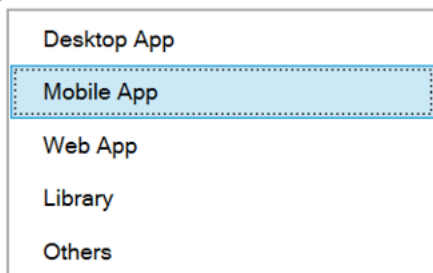 Desktop App
Mobile App
Web App
Library
Others